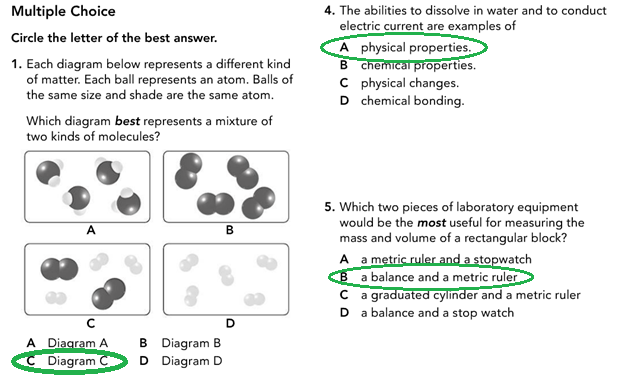 Multiple Choice
Circle the letter of the best answer.
1. Each diagram below represents a different kind
of matter. Each ball represents an atom. Balls of
the same size and shade are the same atom.
Which diagram best represents a mixture of
two kinds of molecules?
A
B
C
D
A Diagram A B Diagram B
C Diagram C D Diagram D
4. The abilities to dissolve in water and to conduct
electric current are examples of
A physical properties.
B chemical properties.
C physical changes.
D chemical bonding.
5. Which two pieces of laboratory equipment
would be the most useful for measuring the
mass and volume of a rectangular block?
A a metric ruler and a stopwatch
B a balance and a metric ruler
C a graduated cylinder and a metric ruler
D a balance and a stop watch